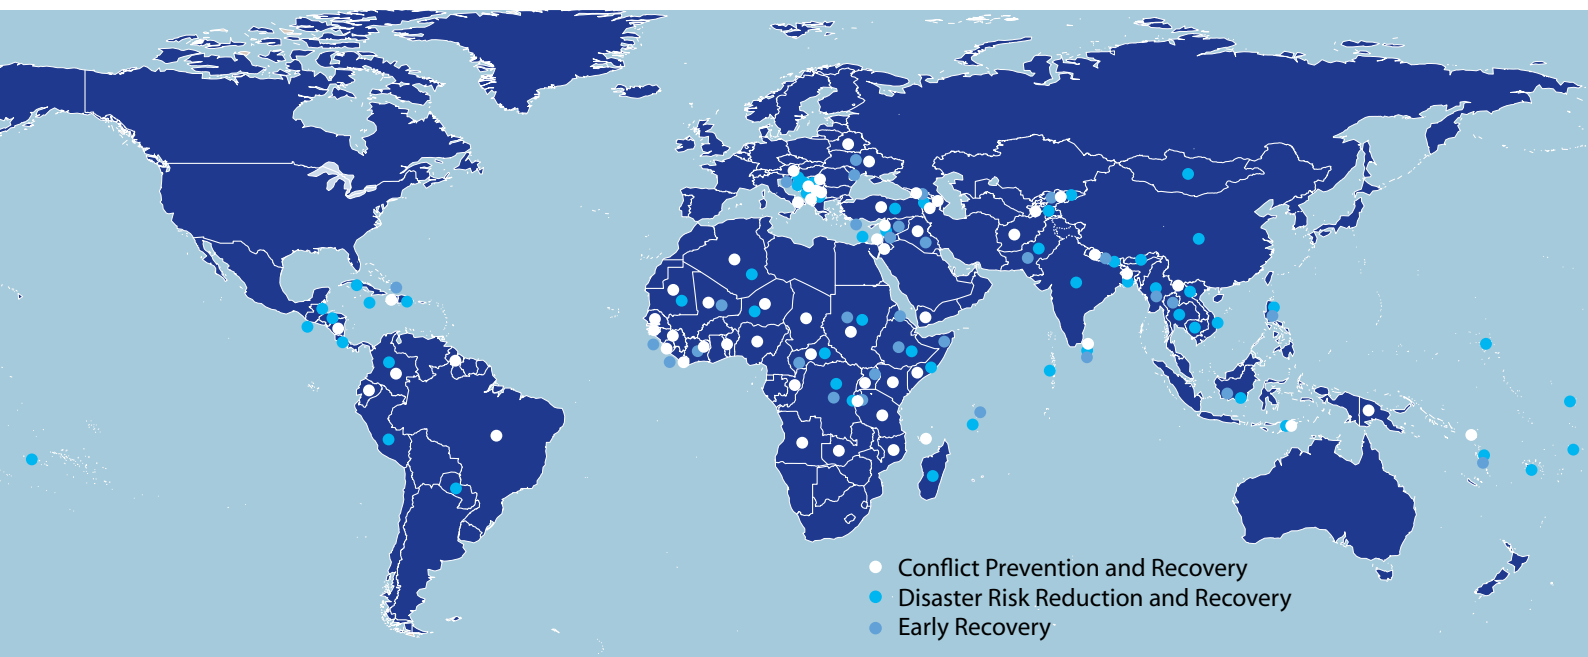 Conflict Prevention and Recovery
Disaster Risk Reduction and Recovery
Early Recovery